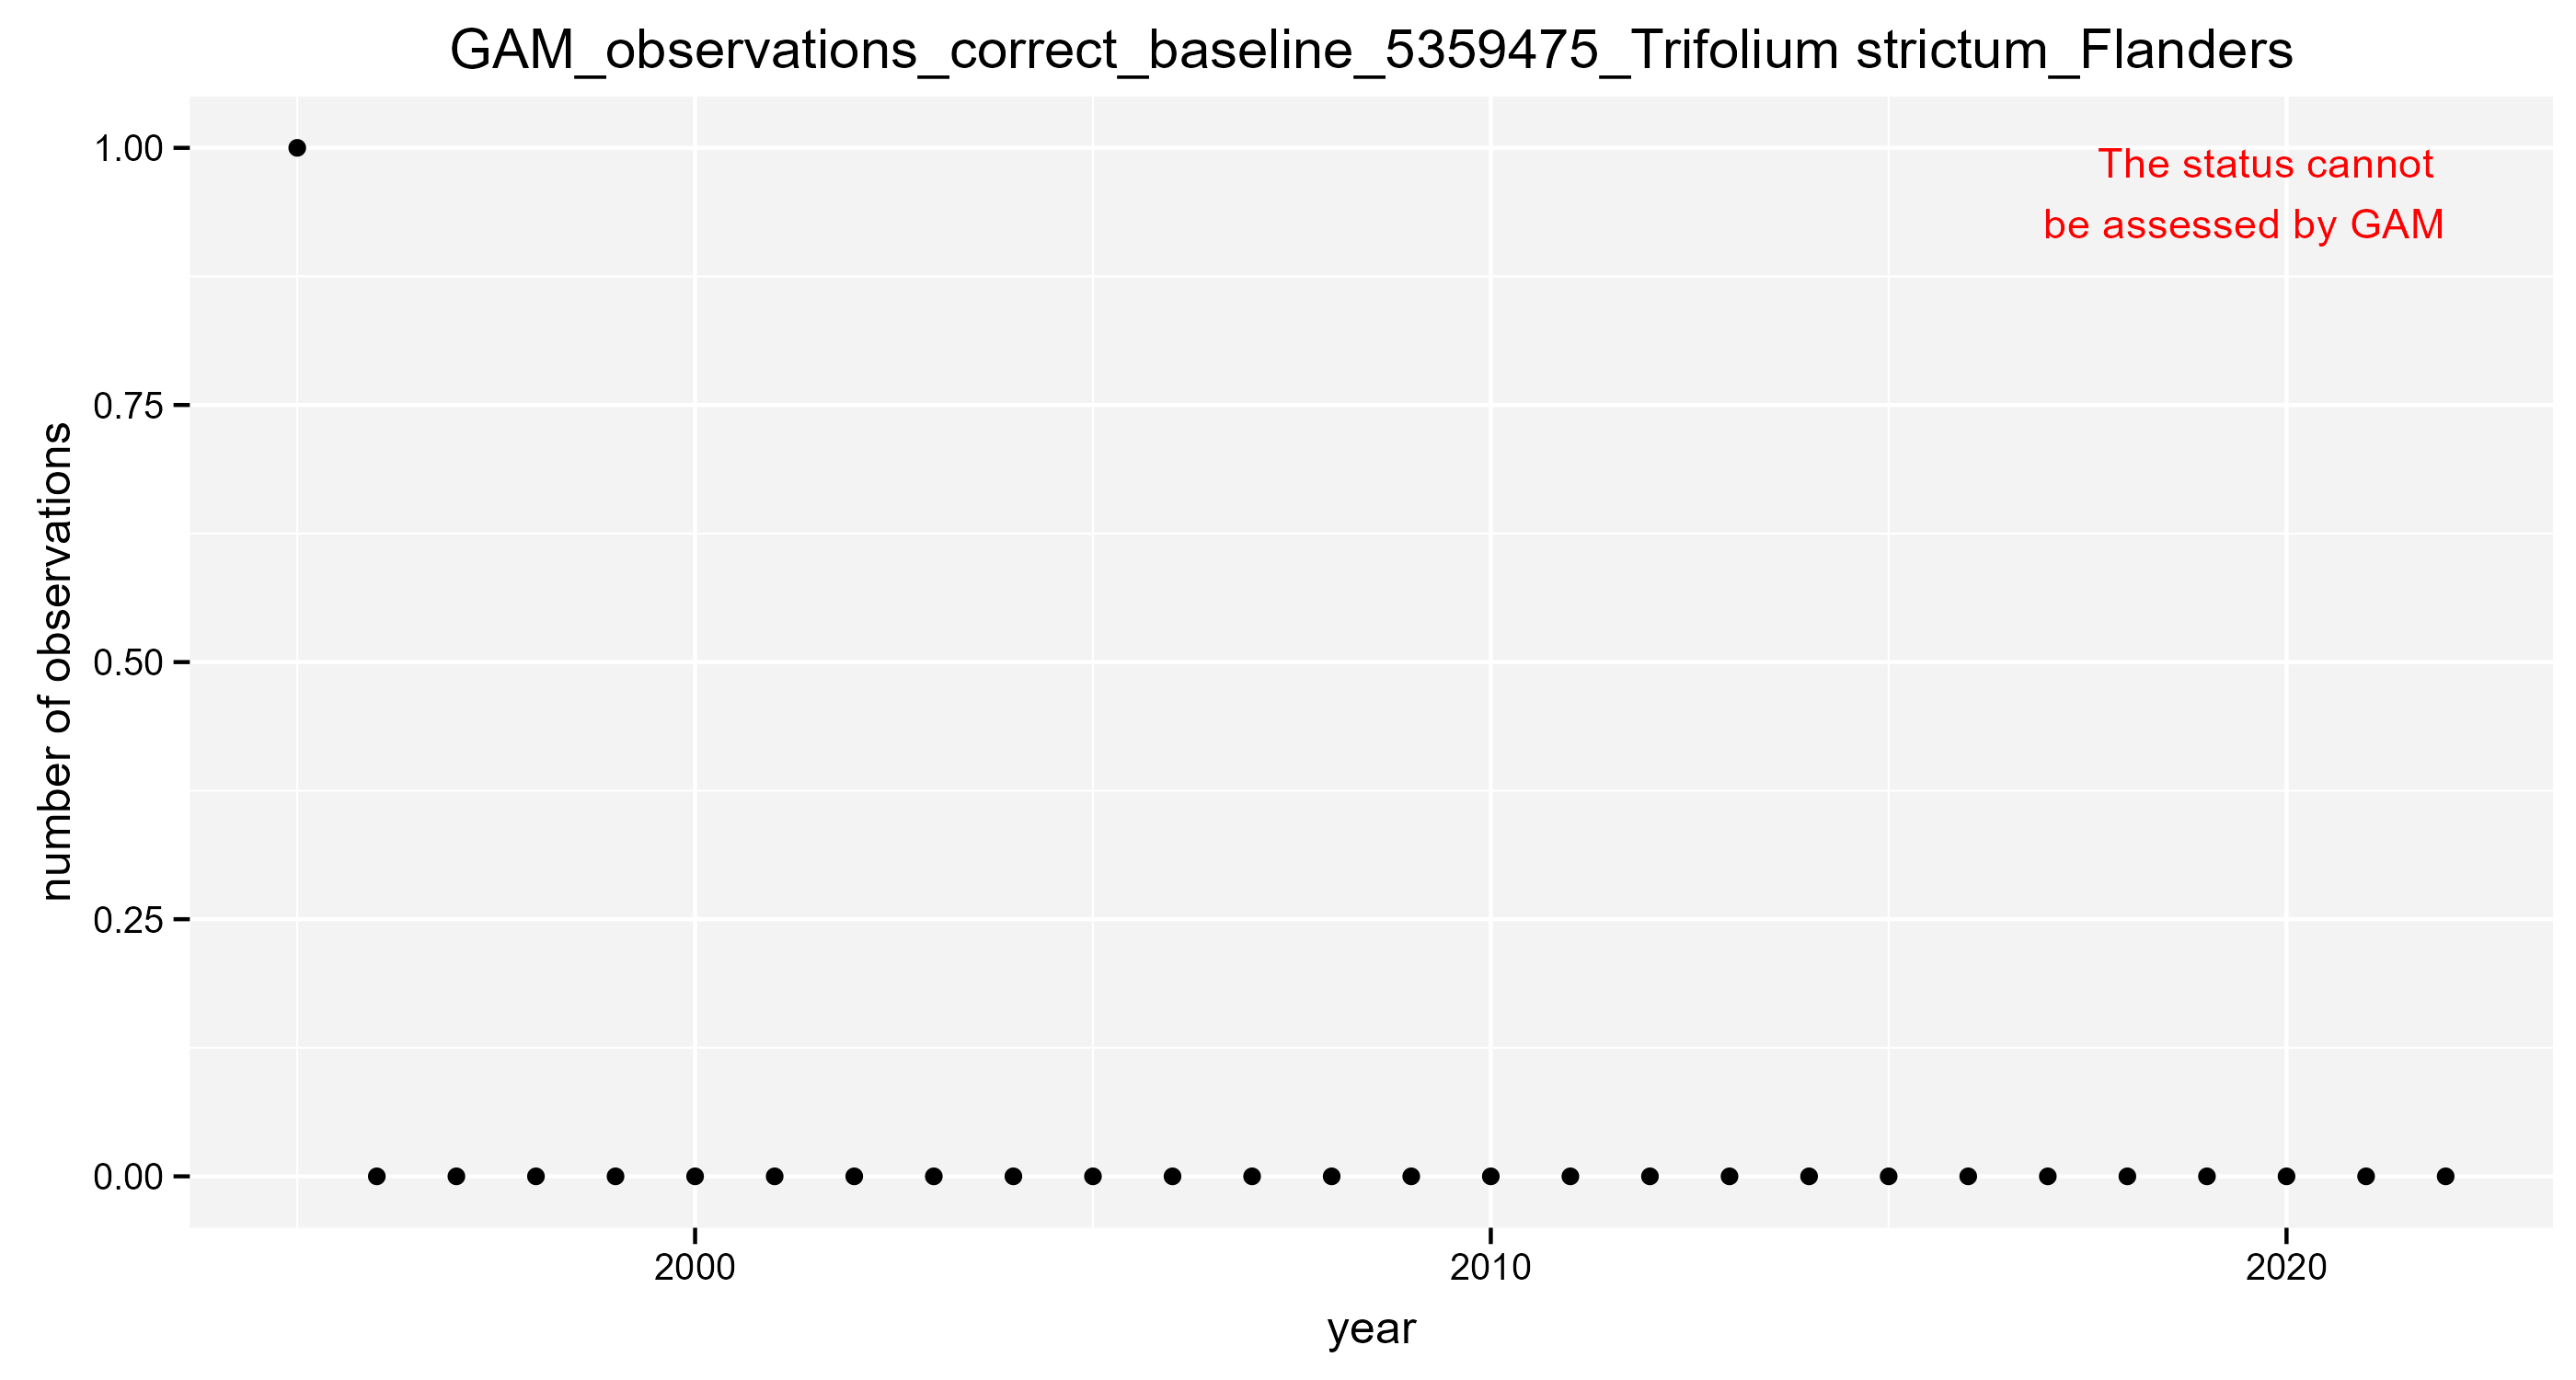 GAM_observations_correct_baseline_5359475_Trifolium strictum_Flanders
The status cannot
be assessed by GAM
1.00
0.75
0.50
0.25
0.00
number of observations
2000
2010
2020
year